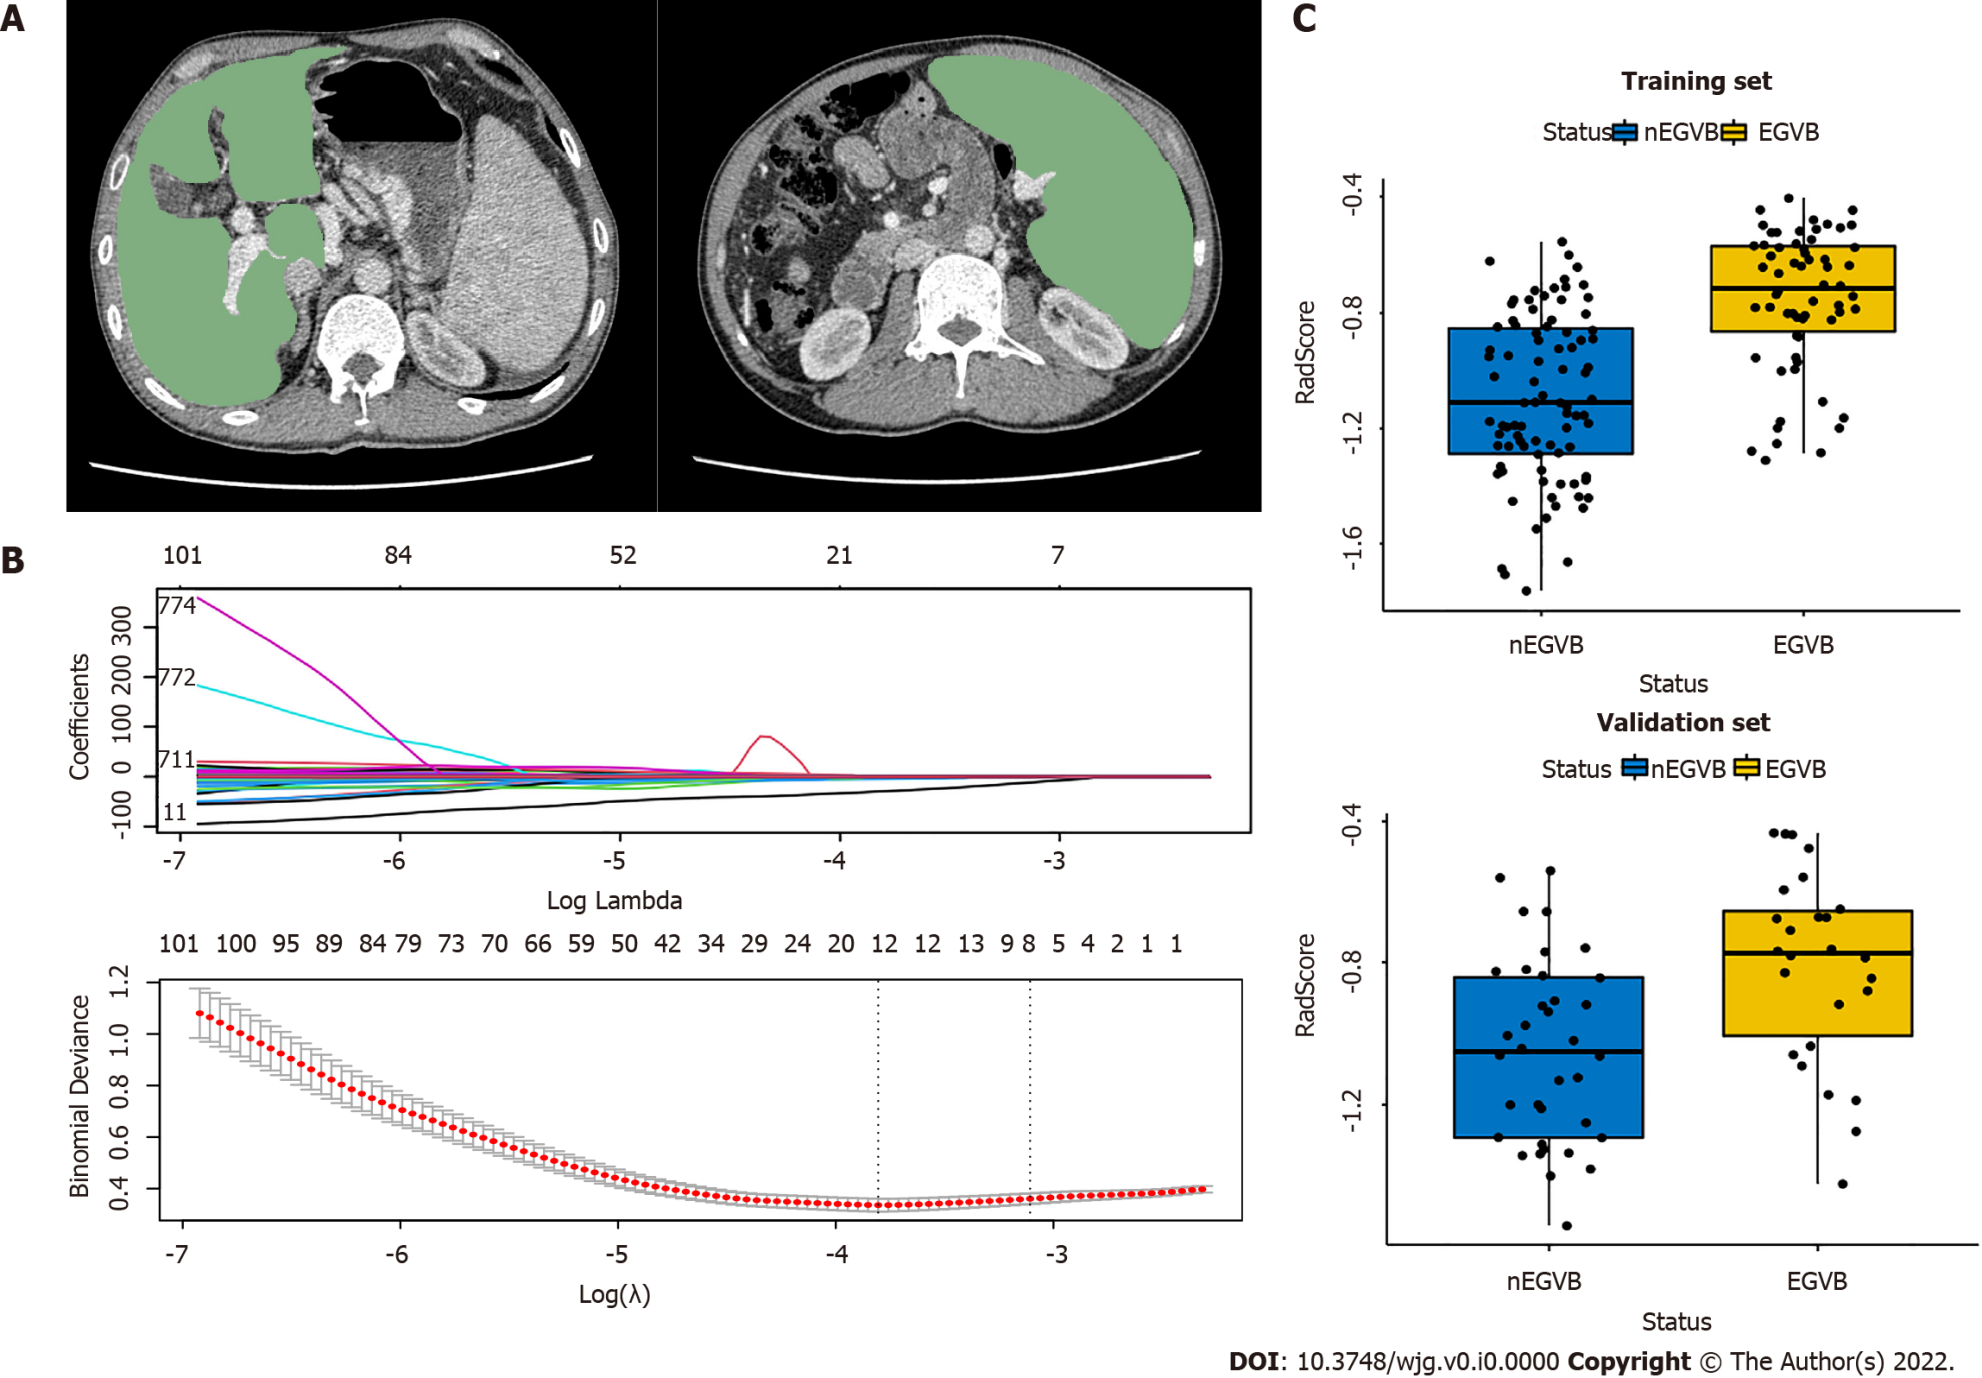 A
B
101 84 52 21 7
774
772
711
11
Coefficients
-100 0 100 200 300
-7 -6 -5 -4 -3
Log Lambda
101 100 95 89 84 79 73 70 66 59 50 42 34 29 24 20 12 12 13 9 8 5 4 2 1 1
Binomial Deviance
0.4 0.6 0.8 1.0 1.2
-7 -6 -5 -4 -3
Log(λ)
C
Training set
Status nEGVB EGVB
RadScore
-1.6 -1.2 -0.8 -0.4
nEGVB EGVB
Status
Validation set
Status nEGVB EGVB
RadScore
-1.2 -0.8 -0.4
nEGVB EGVB
Status
DOI: 10.3748/wjg.v0.i0.0000 Copyright © The Author(s) 2022.